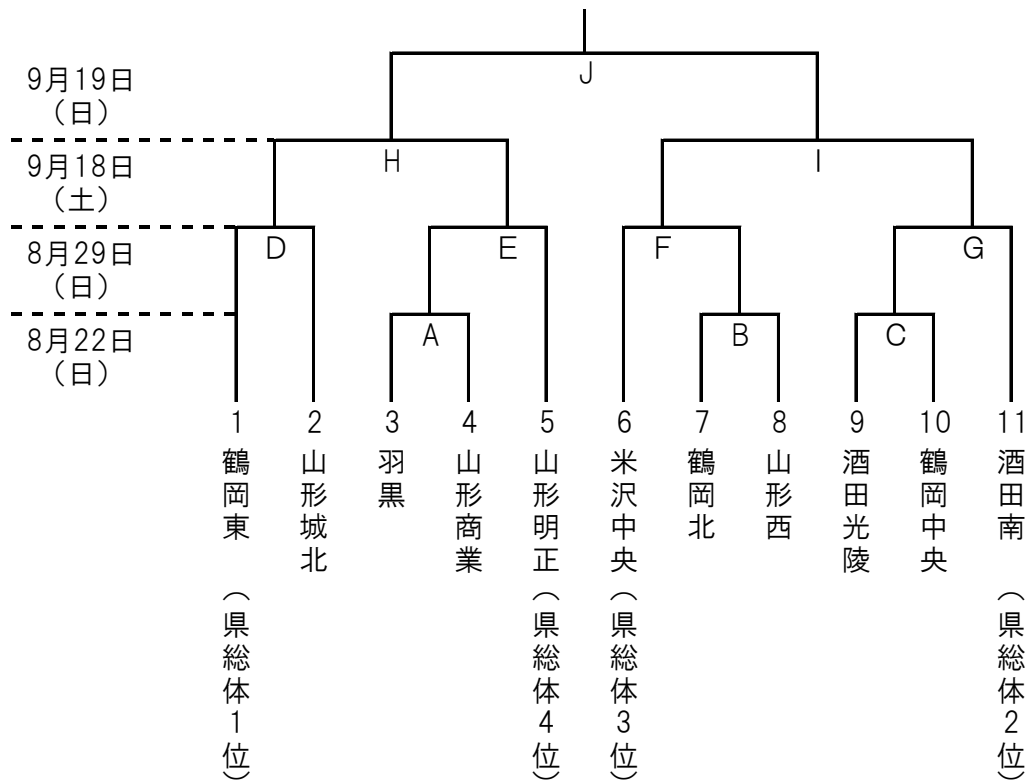 J
9月19日
（日）
H
I
9月18日
（土）
D
E
F
G
8月29日
（日）
A
B
C
8月22日
（日）
1
鶴岡東
（県総体1位）
2
山形城北
3
羽黒
4
山形商業
5
山形明正
（県総体4位）
6
米沢中央
（県総体3位）
7
鶴岡北
8
山形西
9
酒田光陵
10
鶴岡中央
11
酒田南
（県総体2位）